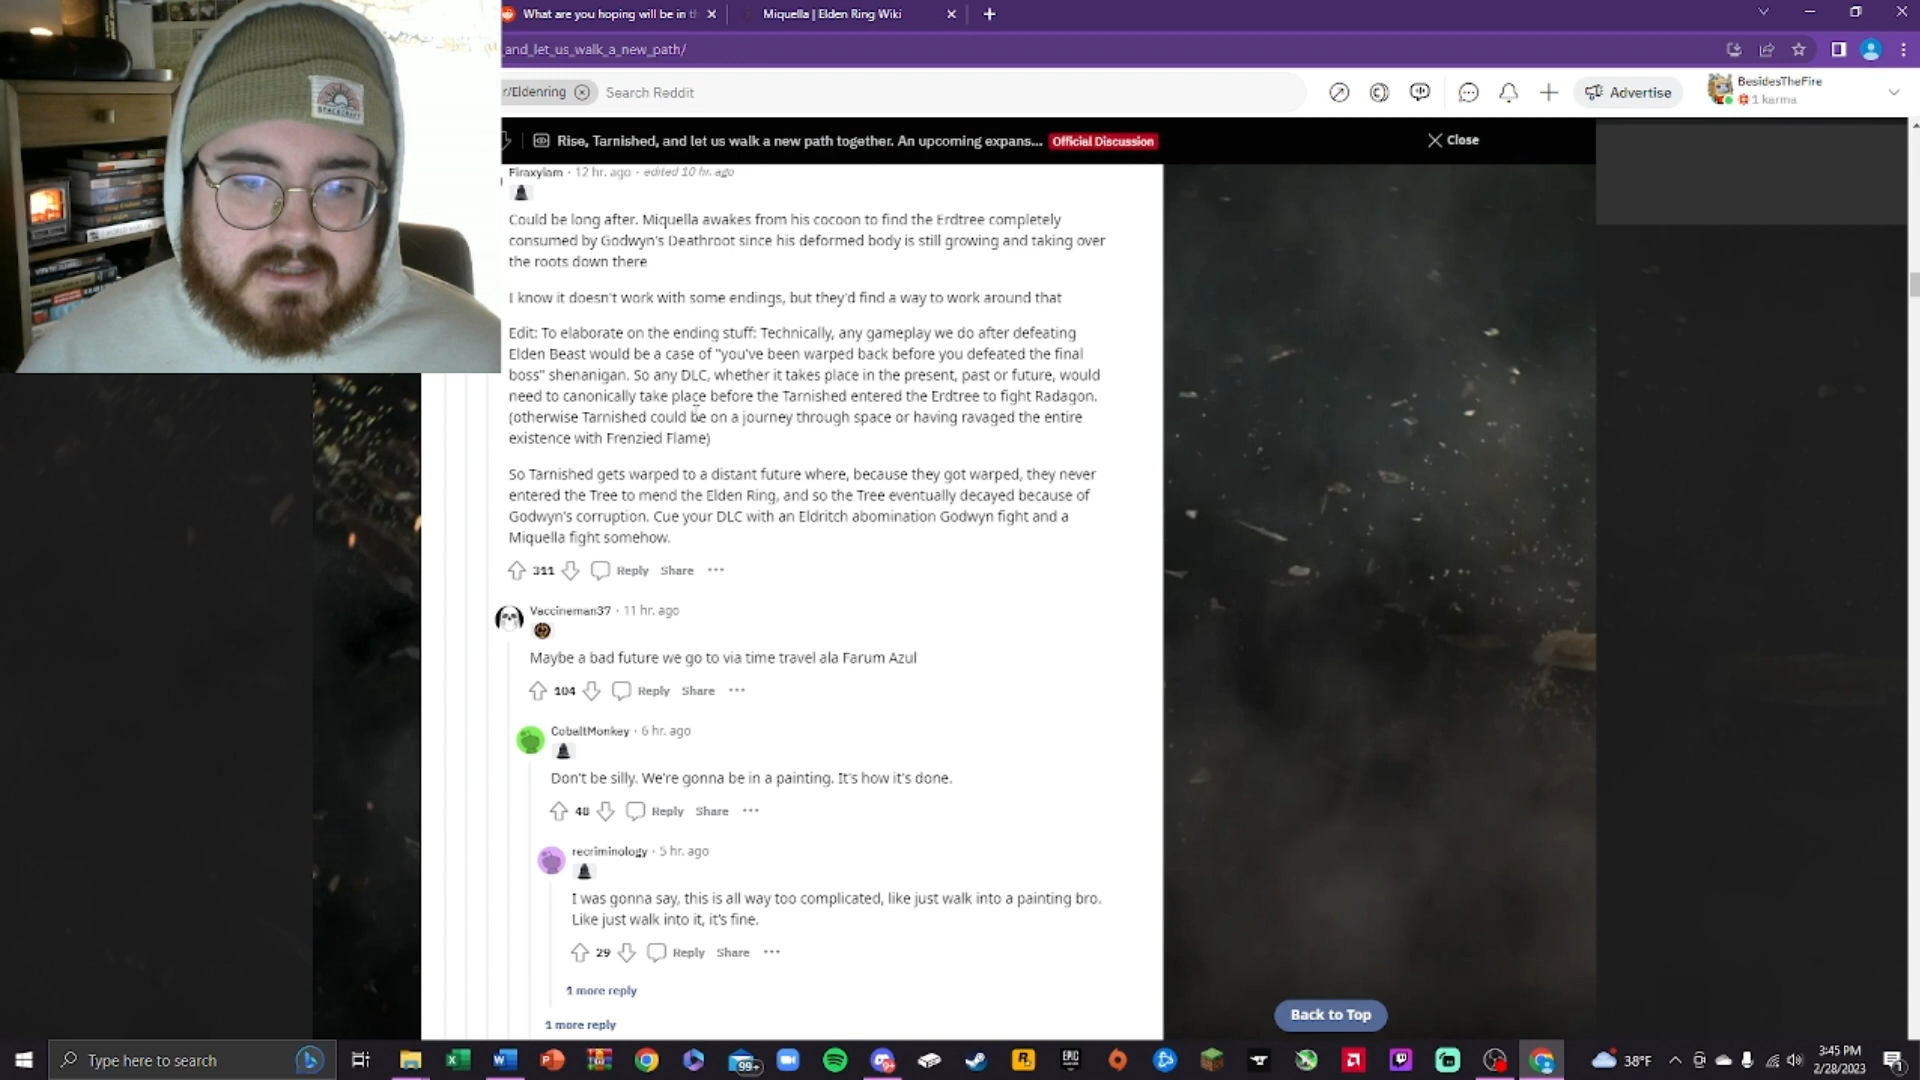 What are you hoping will be in t
Miquella | Elden Ring Wiki
_and_let_us_walk_a_new_path/
r/Eldenring
Search Reddit
Advertise
BesidesTheFire
1 karma
Rise, Tarnished, and let us walk a new path together. An upcoming expans...
Official Discussion
Close
Firaxyiam · 12 hr. ago · edited 10 hr. ago
Could be long after. Miquella awakes from his cocoon to find the Erdtree completely
consumed by Godwyn's Deathroot since his deformed body is still growing and taking over
the roots down there
I know it doesn't work with some endings, but they'd find a way to work around that
Edit: To elaborate on the ending stuff: Technically, any gameplay we do after defeating
Elden Beast would be a case of "you've been warped back before you defeated the final
boss" shenanigan. So any DLC, whether it takes place in the present, past or future, would
need to canonically take place before the Tarnished entered the Erdtree to fight Radagon.
(otherwise Tarnished could be on a journey through space or having ravaged the entire
existence with Frenzied Flame)
So Tarnished gets warped to a distant future where, because they got warped, they never
entered the Tree to mend the Elden Ring, and so the Tree eventually decayed because of
Godwyn's corruption. Cue your DLC with an Eldritch abomination Godwyn fight and a
Miquella fight somehow.
311 Reply Share ...
Vaccineman37 · 11 hr. ago
Maybe a bad future we go to via time travel ala Farum Azul
104 Reply Share ...
CobaltMonkey · 6 hr. ago
Don't be silly. We're gonna be in a painting. It's how it's done.
48 Reply Share ...
recriminology · 5 hr. ago
I was gonna say, this is all way too complicated, like just walk into a painting bro.
Like just walk into it, it's fine.
29 Reply Share ...
1 more reply
1 more reply
Back to Top
Type here to search
99+
38°F
3:45 PM
2/28/2023